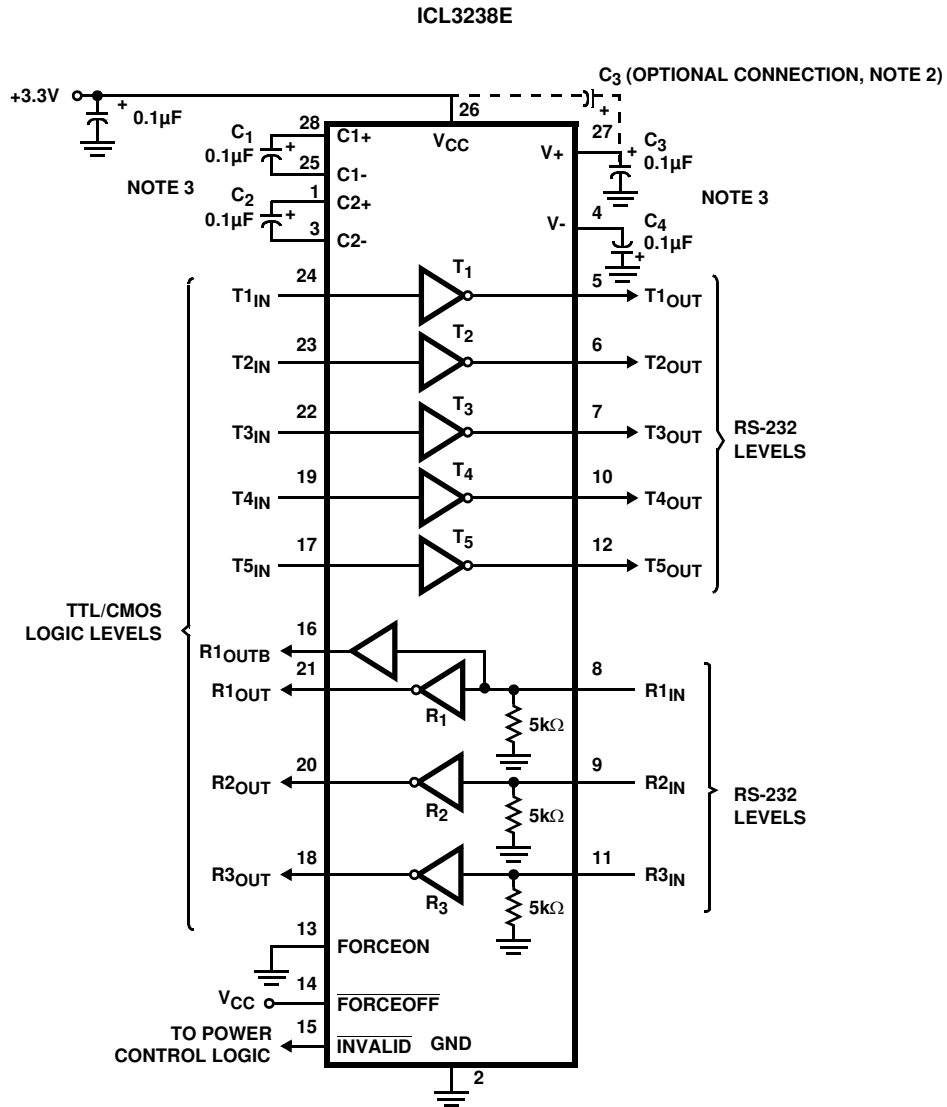 ICL3238E
C3 (OPTIONAL CONNECTION, NOTE 2)
+3.3V
+
0.1µF
26
+
VCC
28
C1+
C1
0.1µF
+
25
C1-
27
V+
+
C3
0.1µF
NOTE 3
NOTE 3
1
C2+
C2
0.1µF
+
3
C2-
4
V-
C4
0.1µF
+
T1IN
24
T1
5
T1OUT
T2IN
23
T2
6
T2OUT
T3IN
22
T3
7
T3OUT
RS-232
LEVELS
T4IN
19
T4
10
T4OUT
T5IN
17
T5
12
T5OUT
TTL/CMOS
LOGIC LEVELS
R1OUTB
16
R1OUT
21
R1
8
R1IN
5kΩ
R2OUT
20
R2
9
R2IN
5kΩ
RS-232
LEVELS
R3OUT
18
R3
11
R3IN
5kΩ
13
FORCEON
VCC
14
FORCEOFF
TO POWER
CONTROL LOGIC
15
INVALID
GND
2